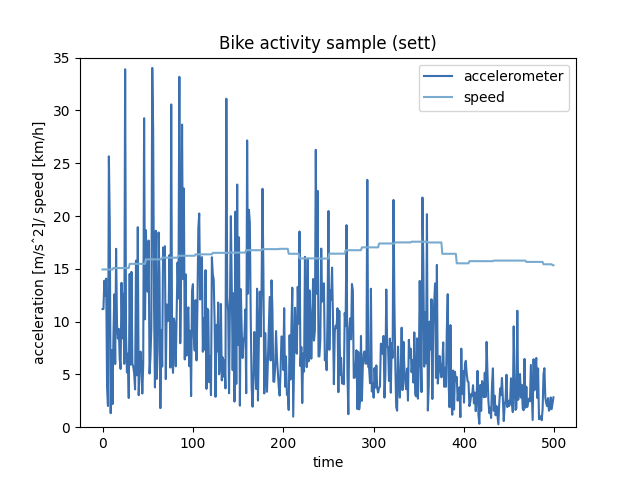 Bike activity sample (sett)
accelerometer
speed
acceleration [m/s^2]/ speed [km/h]
35
30
25
20
15
10
5
0
0 100 200 300 400 500
time